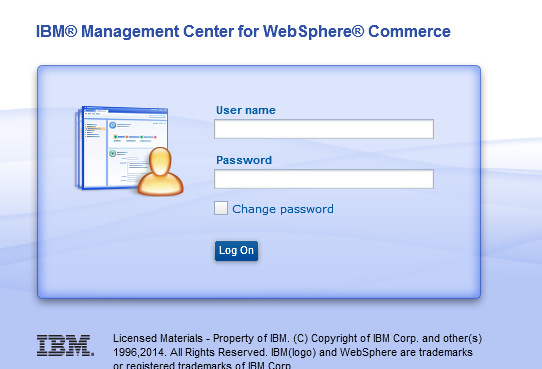 IBM® Management Center for WebSphere® Commerce
User name
Password
Change password
Log On
IBM.
Licensed Materials - Property of IBM. (C) Copyright of IBM Corp. and other(s)
1996,2014. All Rights Reserved. IBM(logo) and WebSphere are trademarks
or registered trademarks of IBM Corp